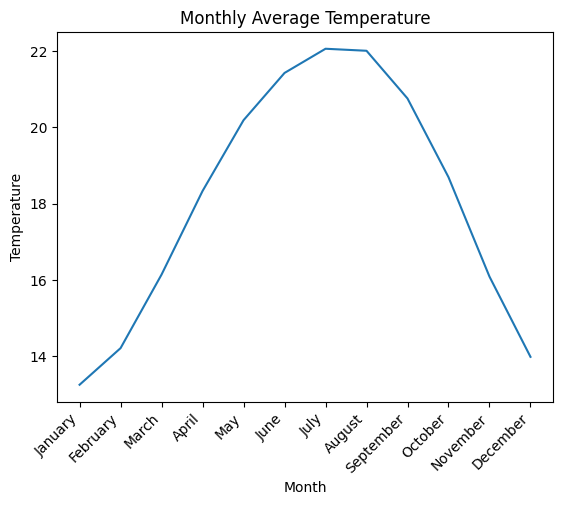 Monthly Average Temperature
Temperature
22
20
18
16
14
January
February
March
April
May
June
July
August
September
October
November
December
Month